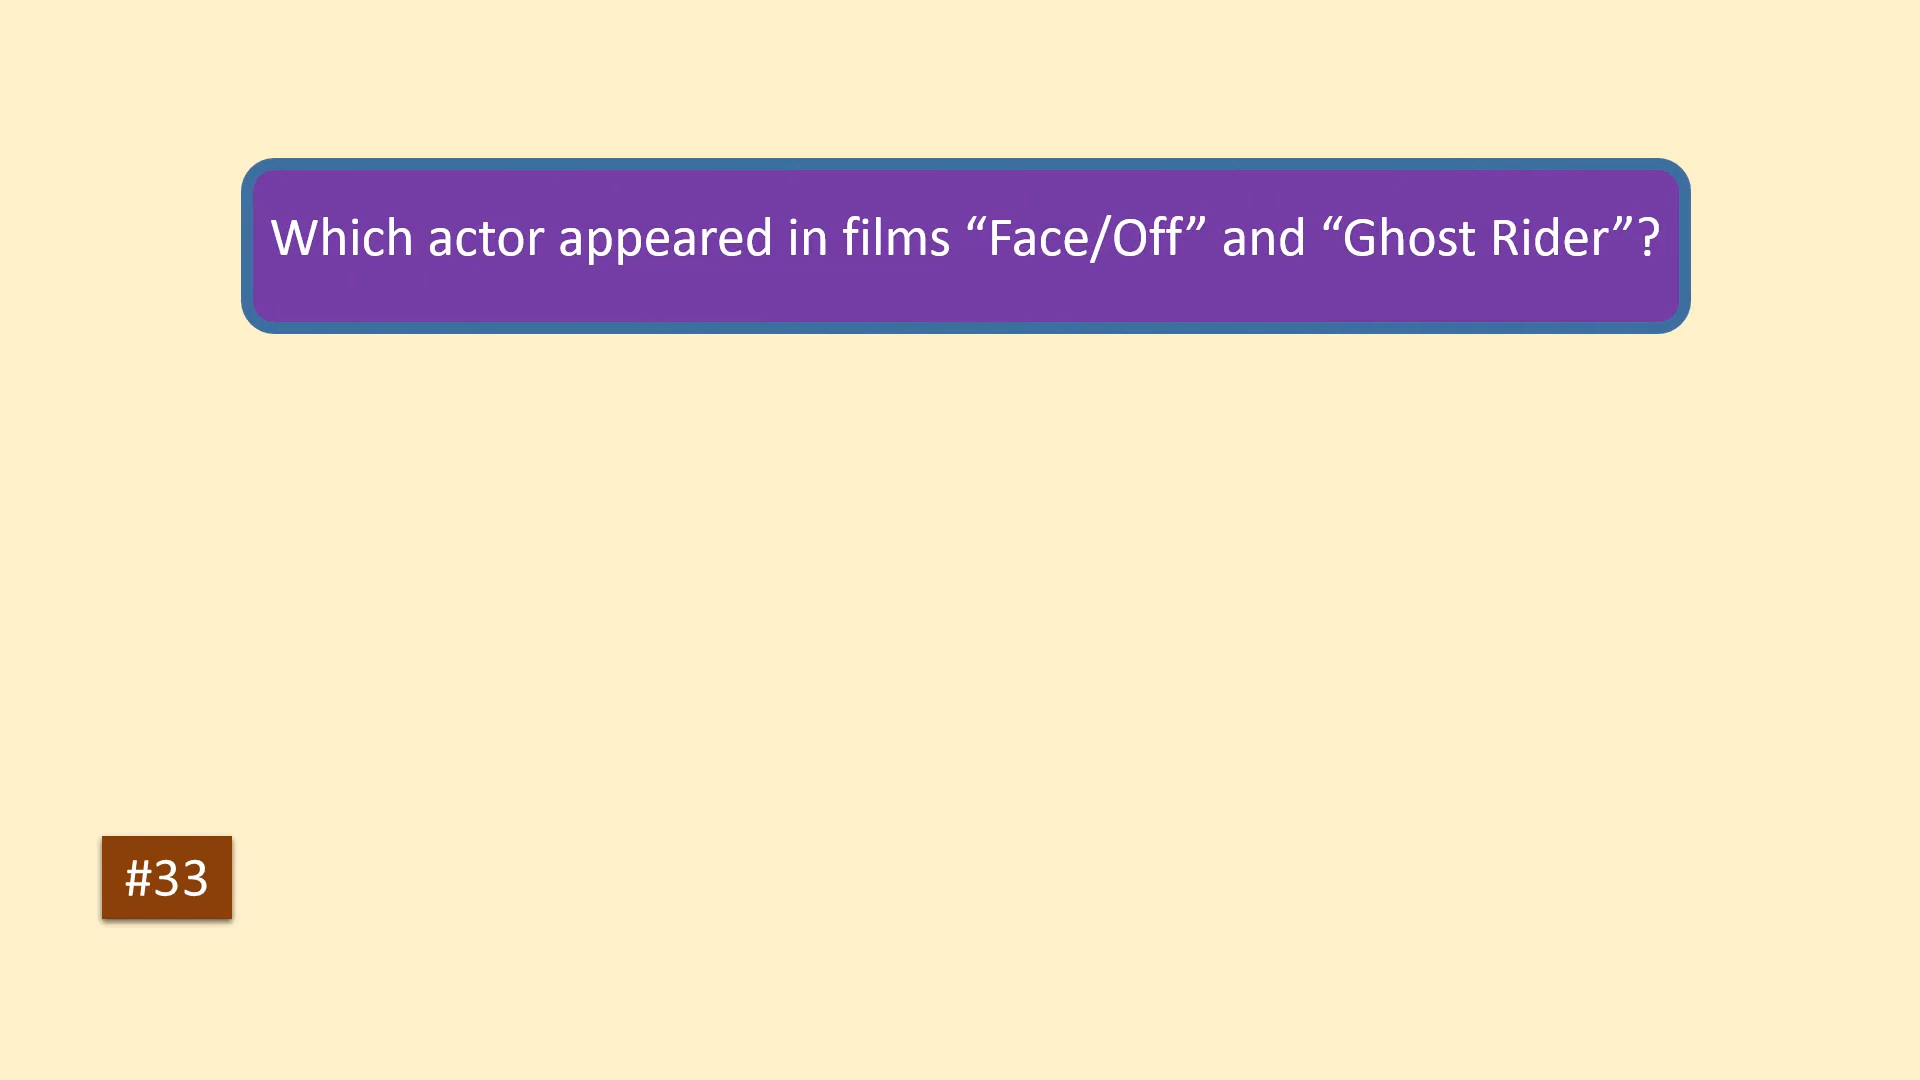 Which actor appeared in films “Face/Off” and “Ghost Rider”?
#33